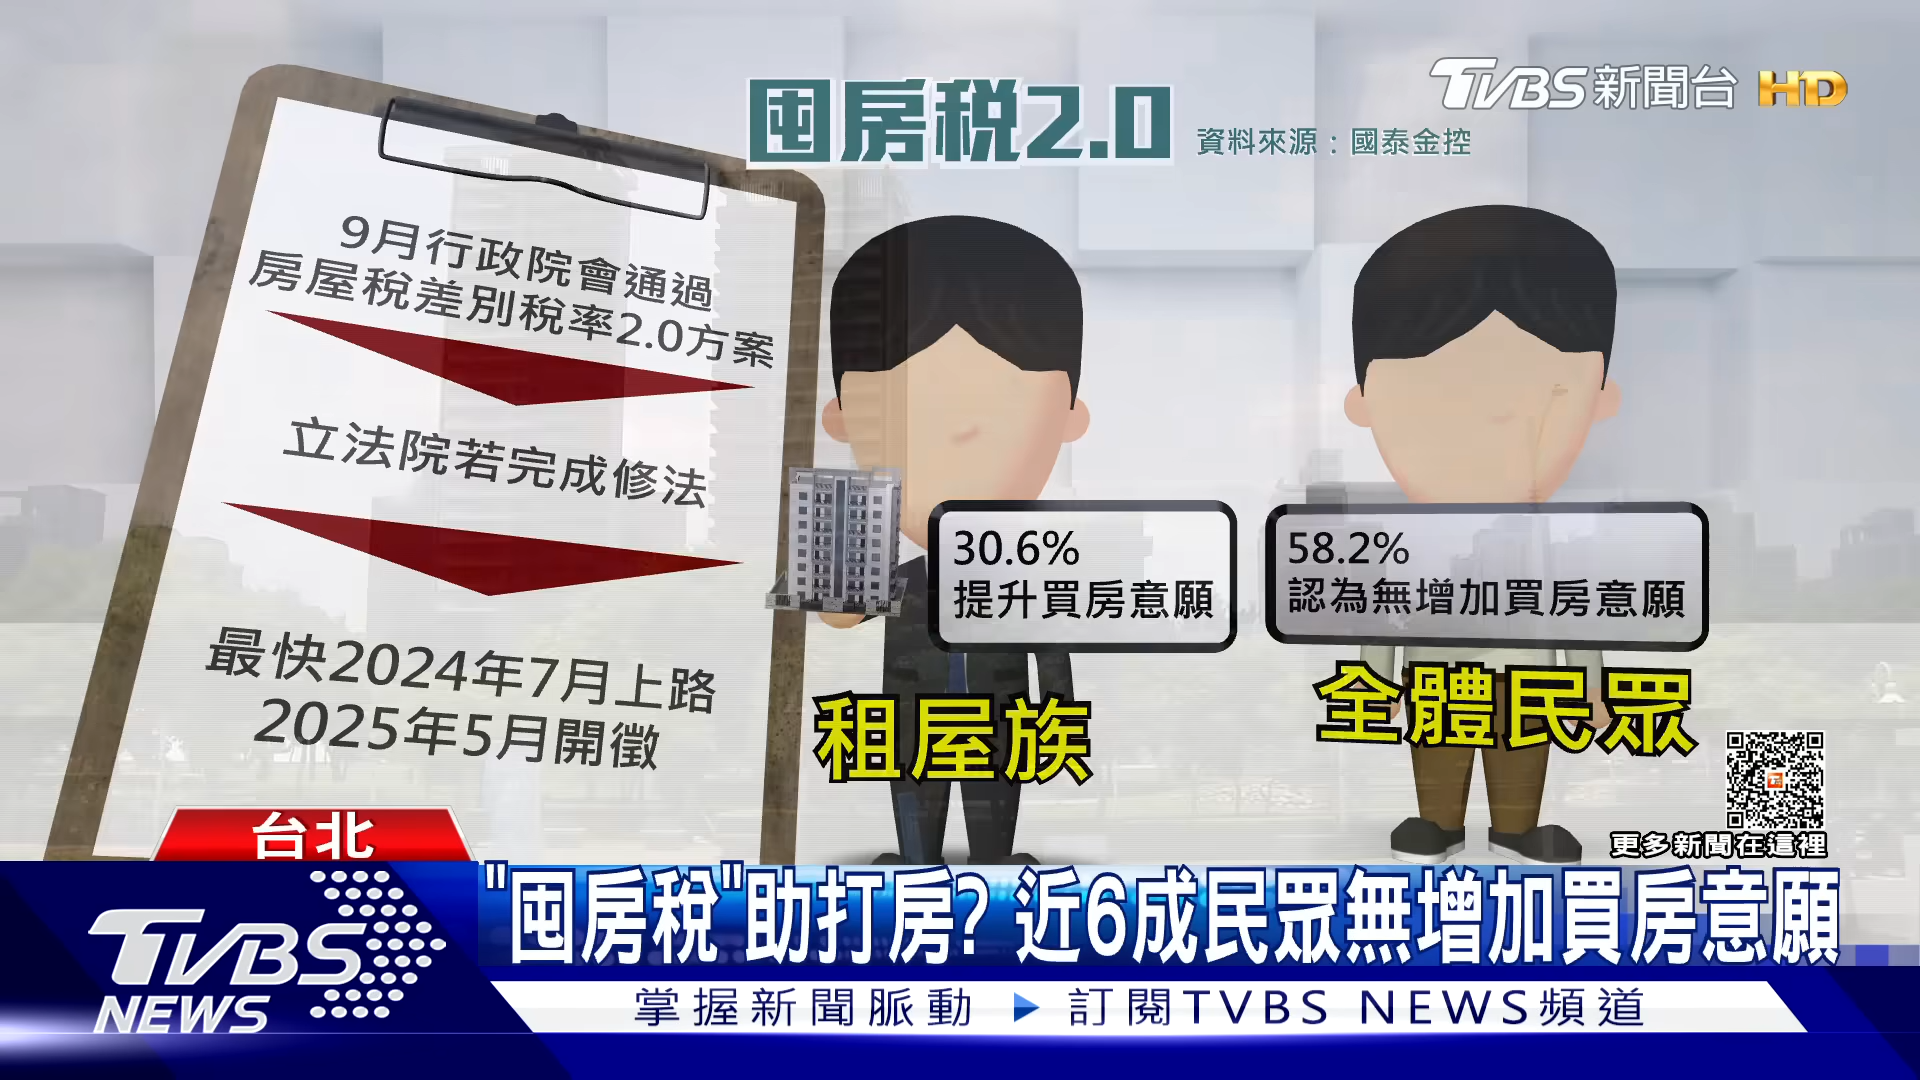 囤房稅2.0
資料來源：國泰金控
TVBS新聞台 HD
9月行政院會通過
房屋稅差別稅率2.0方案
立法院若完成修法
最快2024年7月上路
2025年5月開徵
30.6%
提升買房意願
租屋族
58.2%
認為無增加買房意願
全體民眾
更多新聞在這裡
台北
"囤房稅"助打房? 近6成民眾無增加買房意願
TVBS
NEWS
掌握新聞脈動 ▶ 訂閱TVBS NEWS頻道